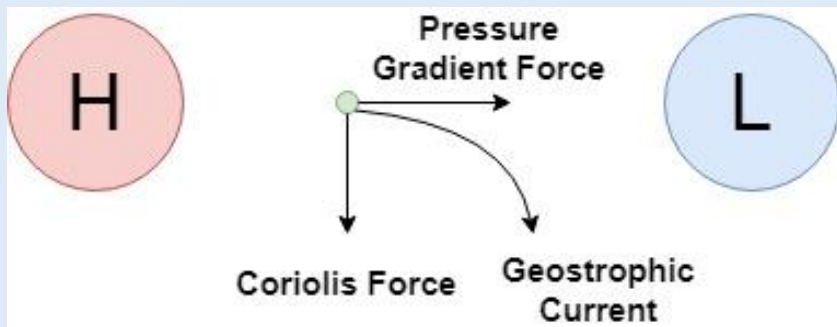 H
Pressure
Gradient Force
L
Coriolis Force
Geostrophic
Current